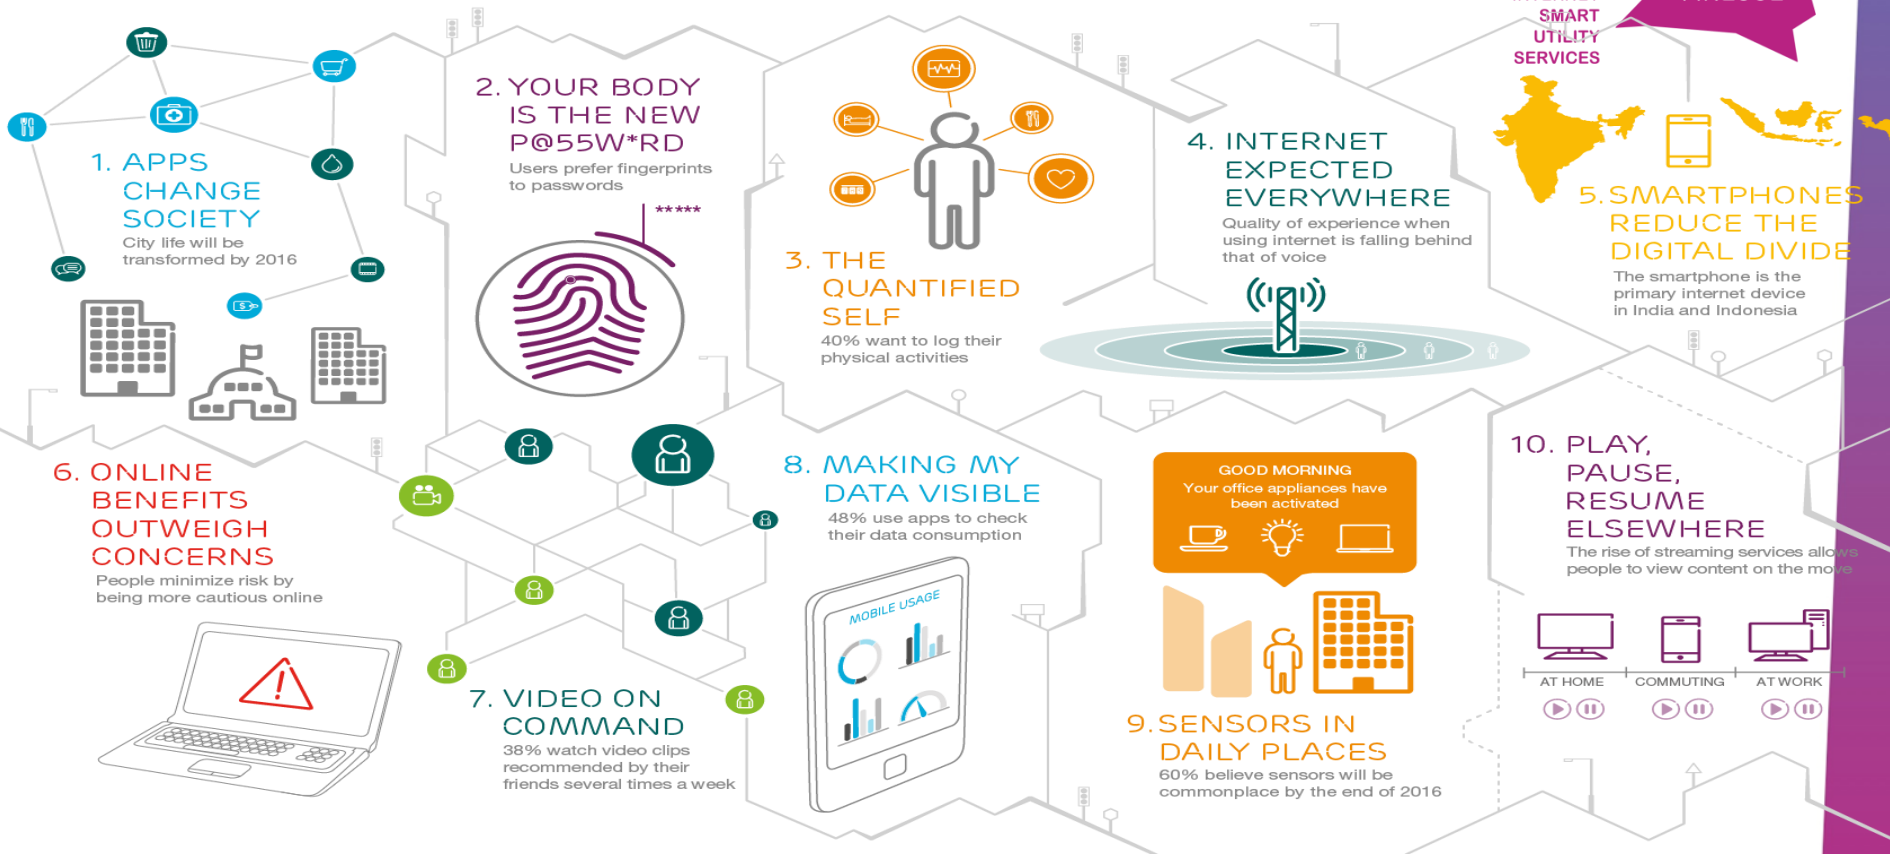 SMART
UTILITY
SERVICES
1. APPS
CHANGE
SOCIETY
City life will be
transformed by 2016
2. YOUR BODY
IS THE NEW
P@55W*RD
Users prefer fingerprints
to passwords
*****
3. THE
QUANTIFIED
SELF
40% want to log their
physical activities
4. INTERNET
EXPECTED
EVERYWHERE
Quality of experience when
using internet is falling behind
that of voice
5. SMARTPHONES
REDUCE THE
DIGITAL DIVIDE
The smartphone is the
primary internet device
in India and Indonesia
6. ONLINE
BENEFITS
OUTWEIGH
CONCERNS
People minimize risk by
being more cautious online
7. VIDEO ON
COMMAND
38% watch video clips
recommended by their
friends several times a week
8. MAKING MY
DATA VISIBLE
48% use apps to check
their data consumption
MOBILE USAGE
GOOD MORNING
Your office appliances have
been activated
9. SENSORS IN
DAILY PLACES
60% believe sensors will be
commonplace by the end of 2016
10. PLAY,
PAUSE,
RESUME
ELSEWHERE
The rise of streaming services allows
people to view content on the move
AT HOME
COMMUTING
AT WORK